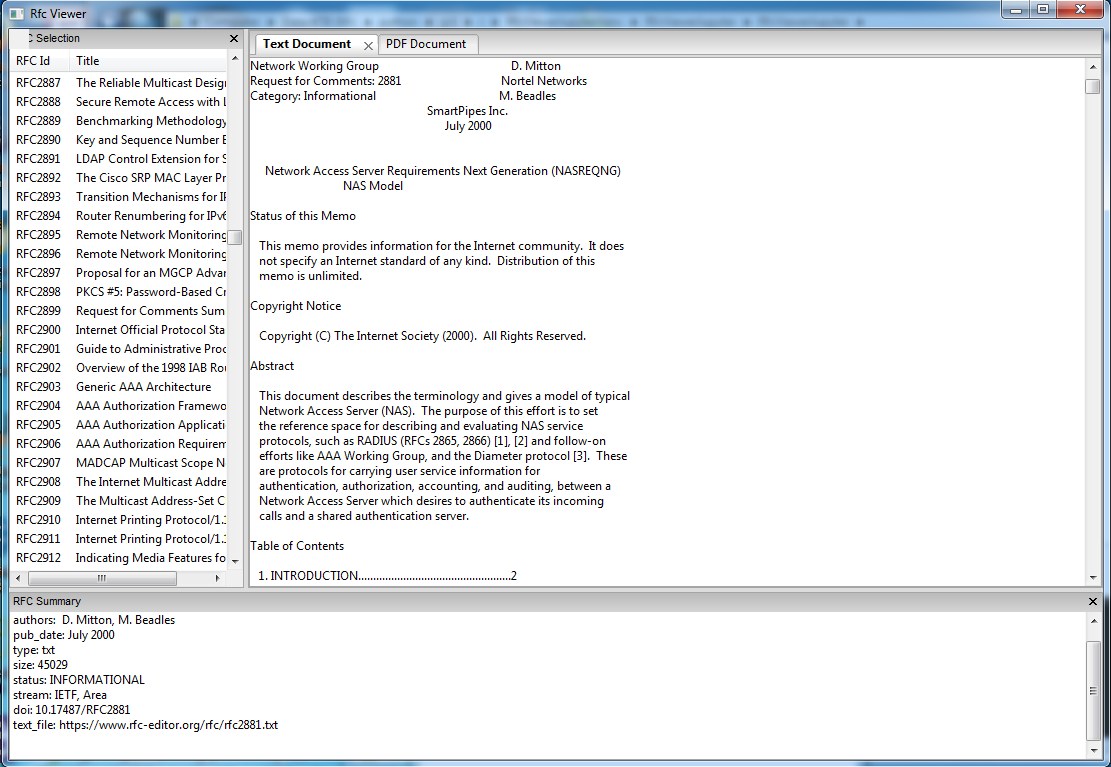 Rfc Viewer
C Selection
RFC Id Title
RFC2887 The Reliable Multicast Desig
RFC2888 Secure Remote Access with L
RFC2889 Benchmarking Methodology
RFC2890 Key and Sequence Number E
RFC2891 LDAP Control Extension for S
RFC2892 The Cisco SRP MAC Layer Pr
RFC2893 Transition Mechanisms for IP
RFC2894 Router Renumbering for IPv6
RFC2895 Remote Network Monitoring
RFC2896 Remote Network Monitoring
RFC2897 Proposal for an MGCP Advan
RFC2898 PKCS #5: Password-Based Cr
RFC2899 Request for Comments Sum
RFC2900 Internet Official Protocol Sta
RFC2901 Guide to Administrative Proc
RFC2902 Overview of the 1998 IAB Rou
RFC2903 Generic AAA Architecture
RFC2904 AAA Authorization Framewo
RFC2905 AAA Authorization Applicati
RFC2906 AAA Authorization Requirem
RFC2907 MADCAP Multicast Scope N
RFC2908 The Internet Multicast Addre
RFC2909 The Multicast Address-Set C
RFC2910 Internet Printing Protocol/1.1
RFC2911 Internet Printing Protocol/1.1
RFC2912 Indicating Media Features fo
Text Document PDF Document
Network Working Group D. Mitton
Request for Comments: 2881 Nortel Networks
Category: Informational M. Beadles
SmartPipes Inc.
July 2000
Network Access Server Requirements Next Generation (NASREQNG)
NAS Model
Status of this Memo
This memo provides information for the Internet community.  It does
not specify an Internet standard of any kind.  Distribution of this
memo is unlimited.
Copyright Notice
Copyright (C) The Internet Society (2000).  All Rights Reserved.
Abstract
This document describes the terminology and gives a model of typical
Network Access Server (NAS).  The purpose of this effort is to set
the reference space for describing and evaluating NAS service
protocols, such as RADIUS (RFCs 2865, 2866) [1], [2] and follow-on
efforts like AAA Working Group, and the Diameter protocol [3].  These
are protocols for carrying user service information for
authentication, authorization, accounting, and auditing, between a
Network Access Server which desires to authenticate its incoming
calls and a shared authentication server.
Table of Contents
1. INTRODUCTION...................................................2
RFC Summary
authors:  D. Mitton, M. Beadles
pub_date: July 2000
type: txt
size: 45029
status: INFORMATIONAL
stream: IETF, Area
doi: 10.17487/RFC2881
text_file: https://www.rfc-editor.org/rfc/rfc2881.txt